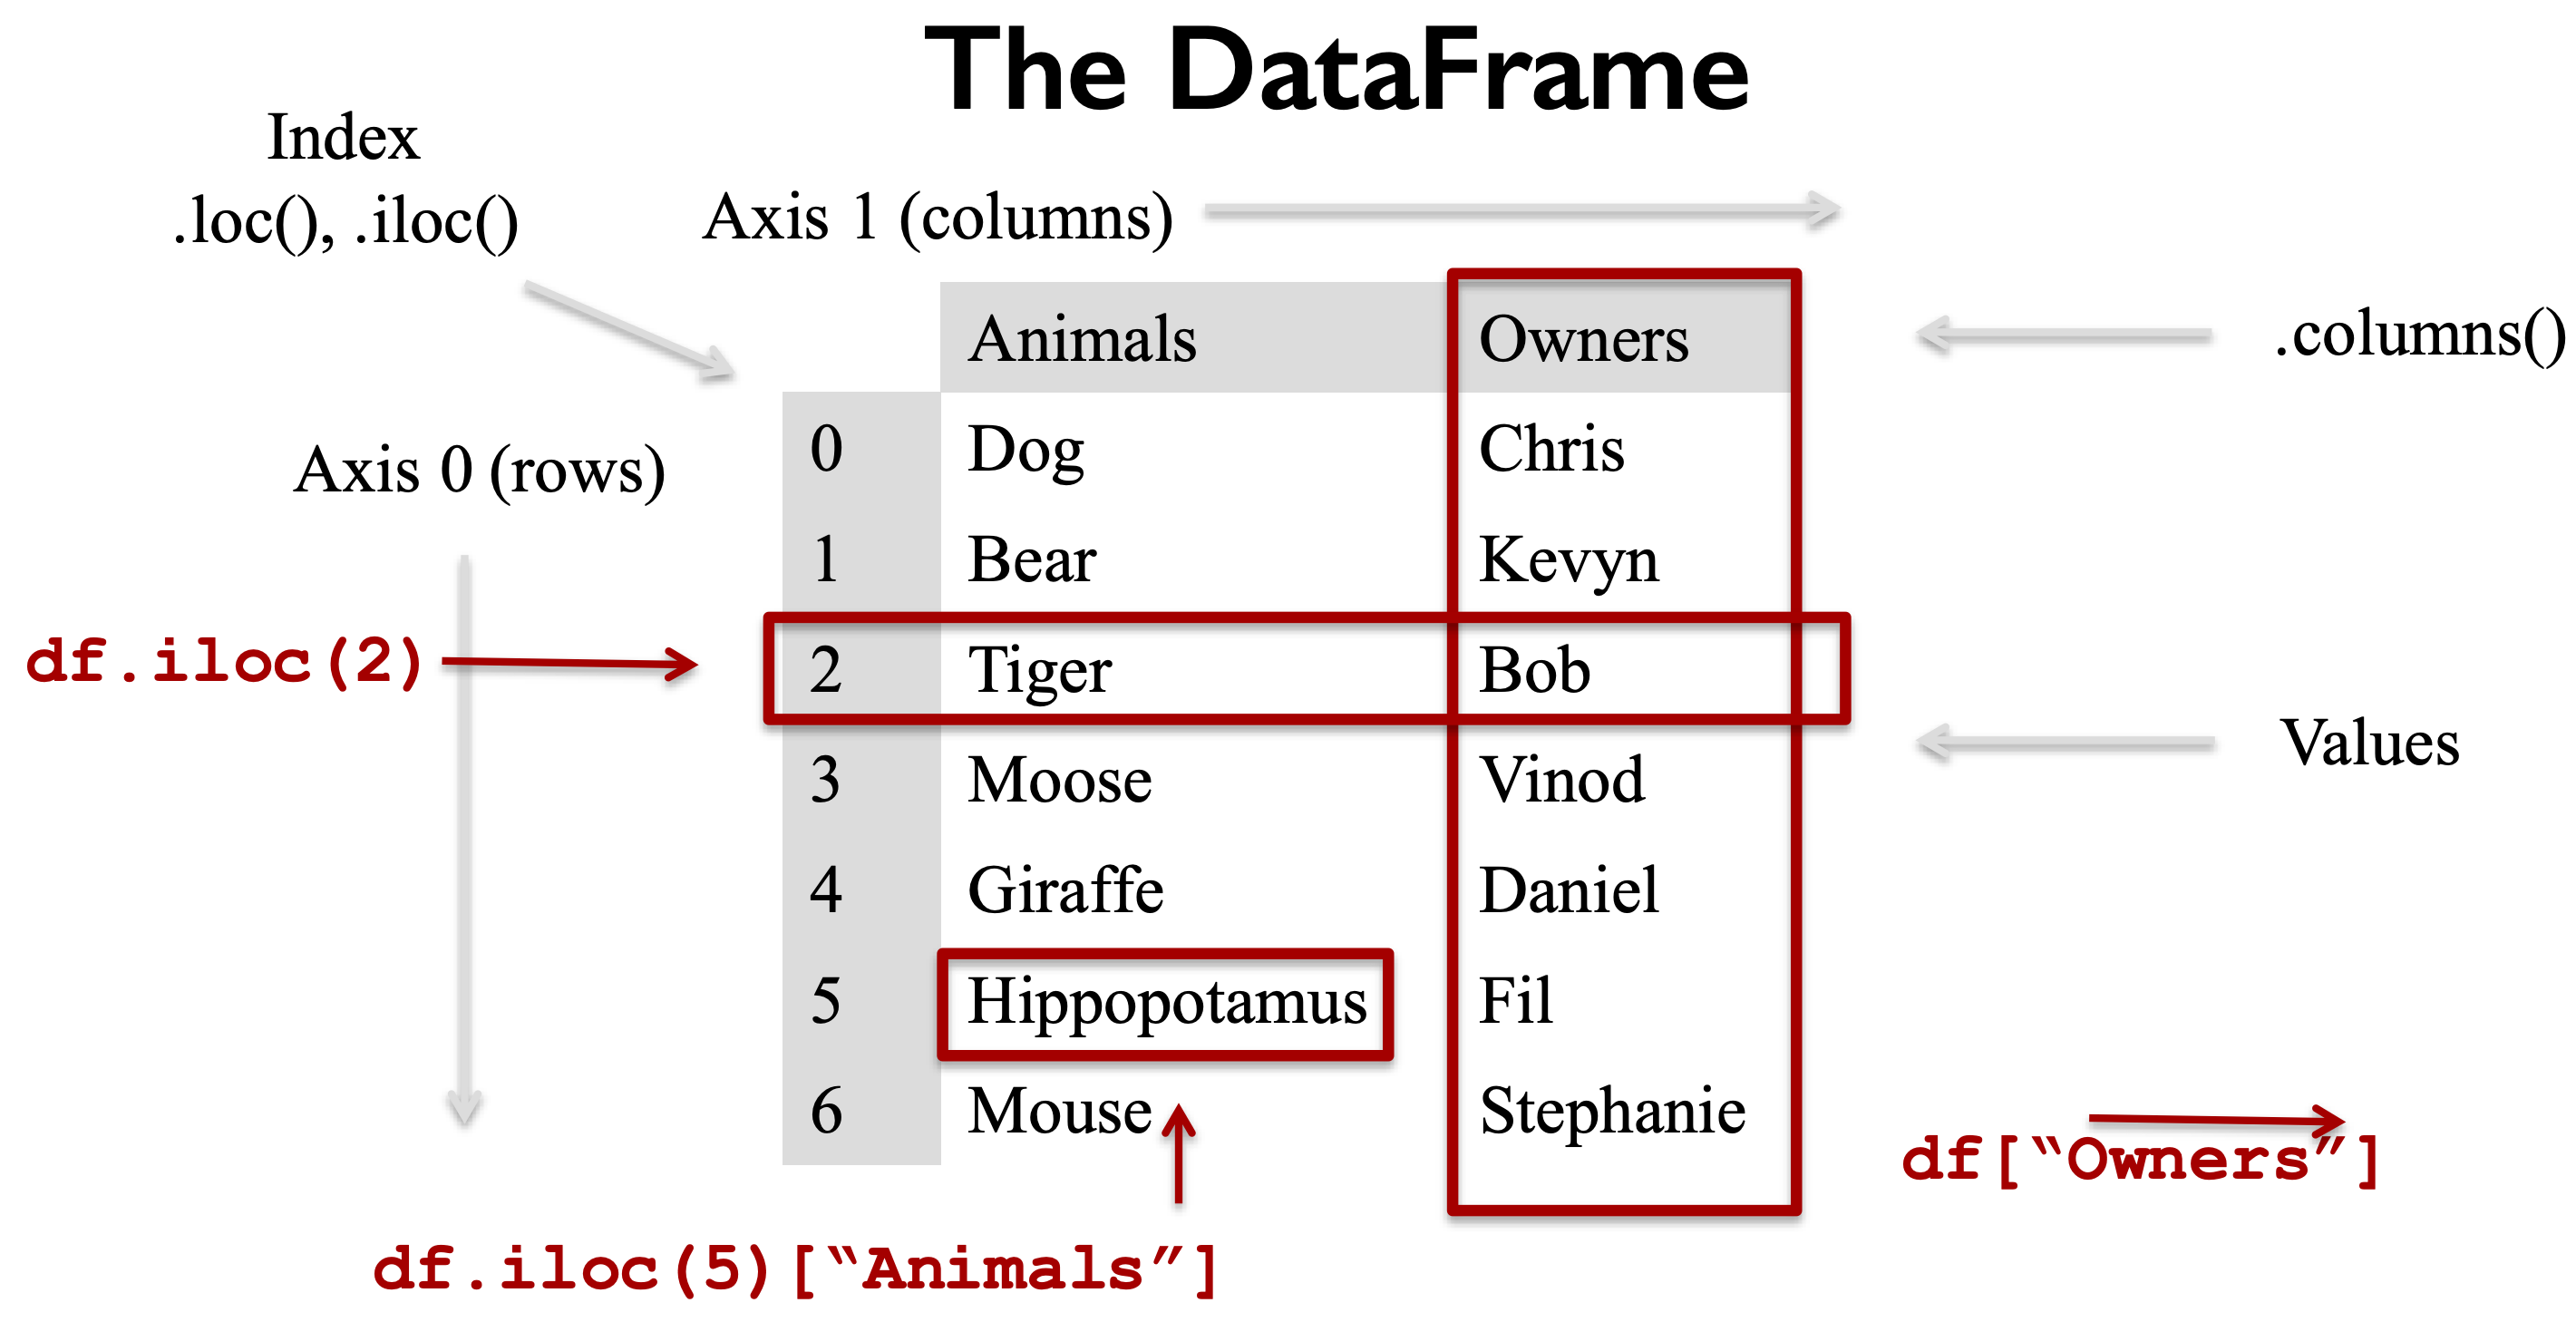 The DataFrame
Index
.loc(), .iloc()
Axis 1 (columns)
Animals Owners
.columns()
0 Dog Chris
Axis 0 (rows)
1 Bear Kevyn
df.iloc(2)
2 Tiger Bob
Values
3 Moose Vinod
4 Giraffe Daniel
5 Hippopotamus Fil
6 Mouse Stephanie
df[“Owners”]
df.iloc(5)[“Animals”]